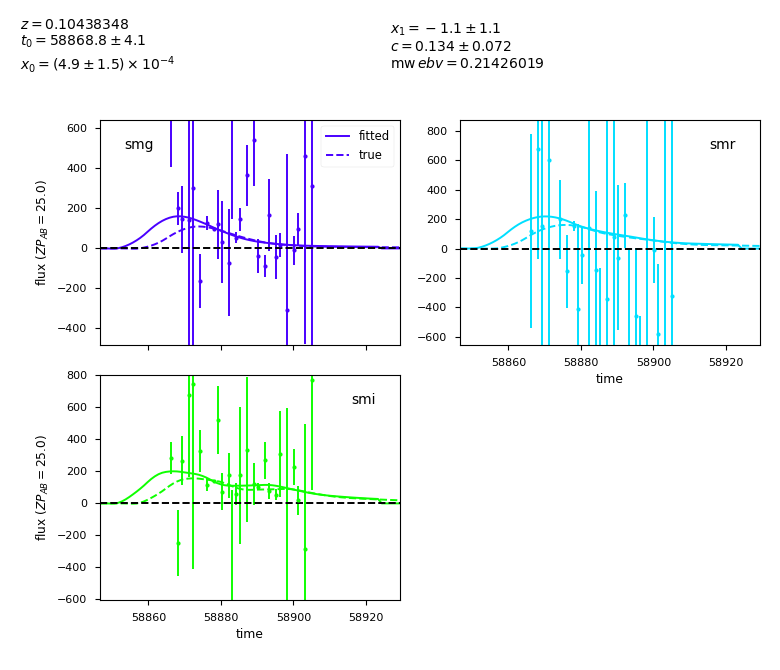 z = 0.10438348
t₀ = 58868.8 ± 4.1
x₀ = (4.9 ± 1.5) × 10⁻⁴
x₁ = −1.1 ± 1.1
c = 0.134 ± 0.072
mw ebv = 0.21426019
smg
fitted
true
600
400
200
0
−200
−400
flux (ZP_AB = 25.0)
smr
800
600
400
200
0
−200
−400
−600
58860 58880 58900 58920
time
smi
800
600
400
200
0
−200
−400
−600
flux (ZP_AB = 25.0)
58860 58880 58900 58920
time